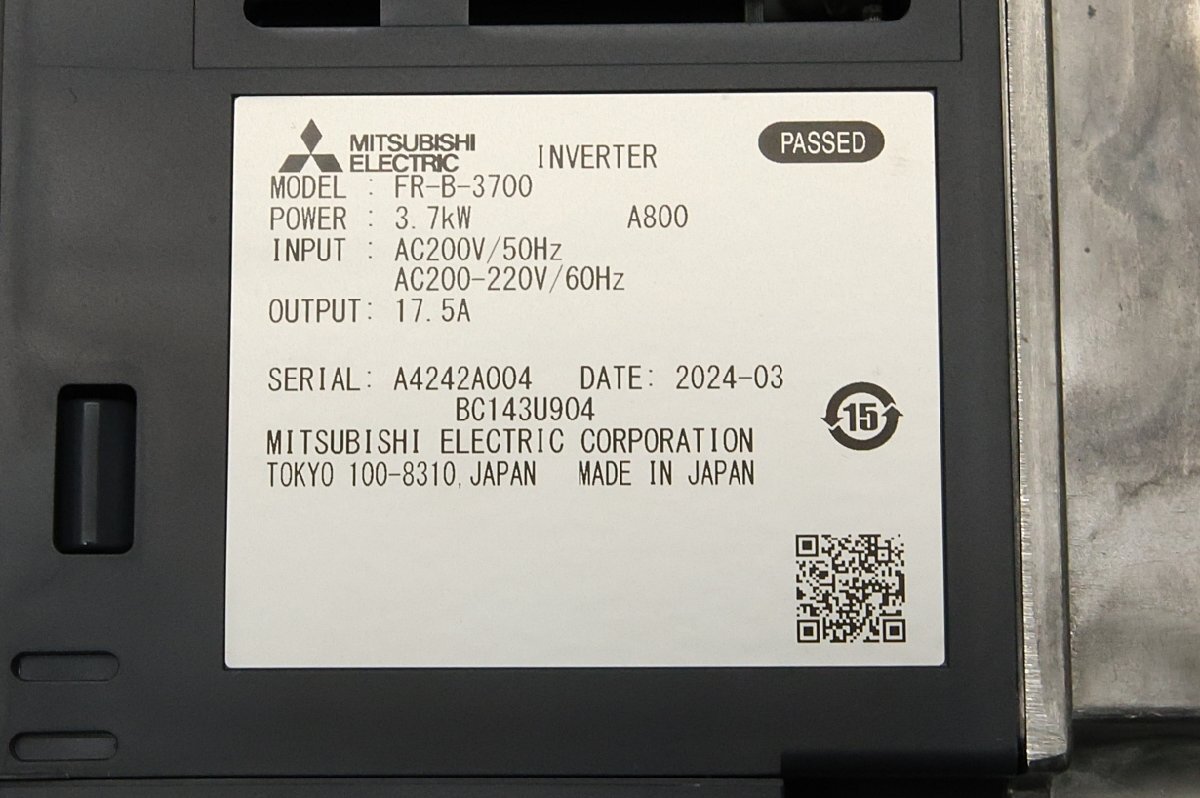 MITSUBISHI
ELECTRIC
INVERTER
PASSED
MODEL : FR-B-3700
POWER : 3.7kW A800
INPUT : AC200V/50Hz
AC200-220V/60Hz
OUTPUT: 17.5A
SERIAL: A4242A004 DATE: 2024-03
BC143U904
15
MITSUBISHI ELECTRIC CORPORATION
TOKYO 100-8310, JAPAN MADE IN JAPAN